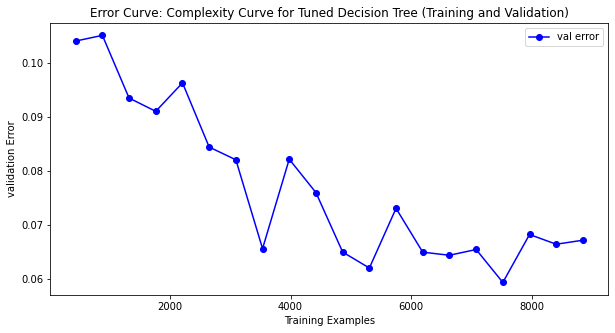 Error Curve: Complexity Curve for Tuned Decision Tree (Training and Validation)
val error
validation Error
0.10
0.09
0.08
0.07
0.06
2000 4000 6000 8000
Training Examples